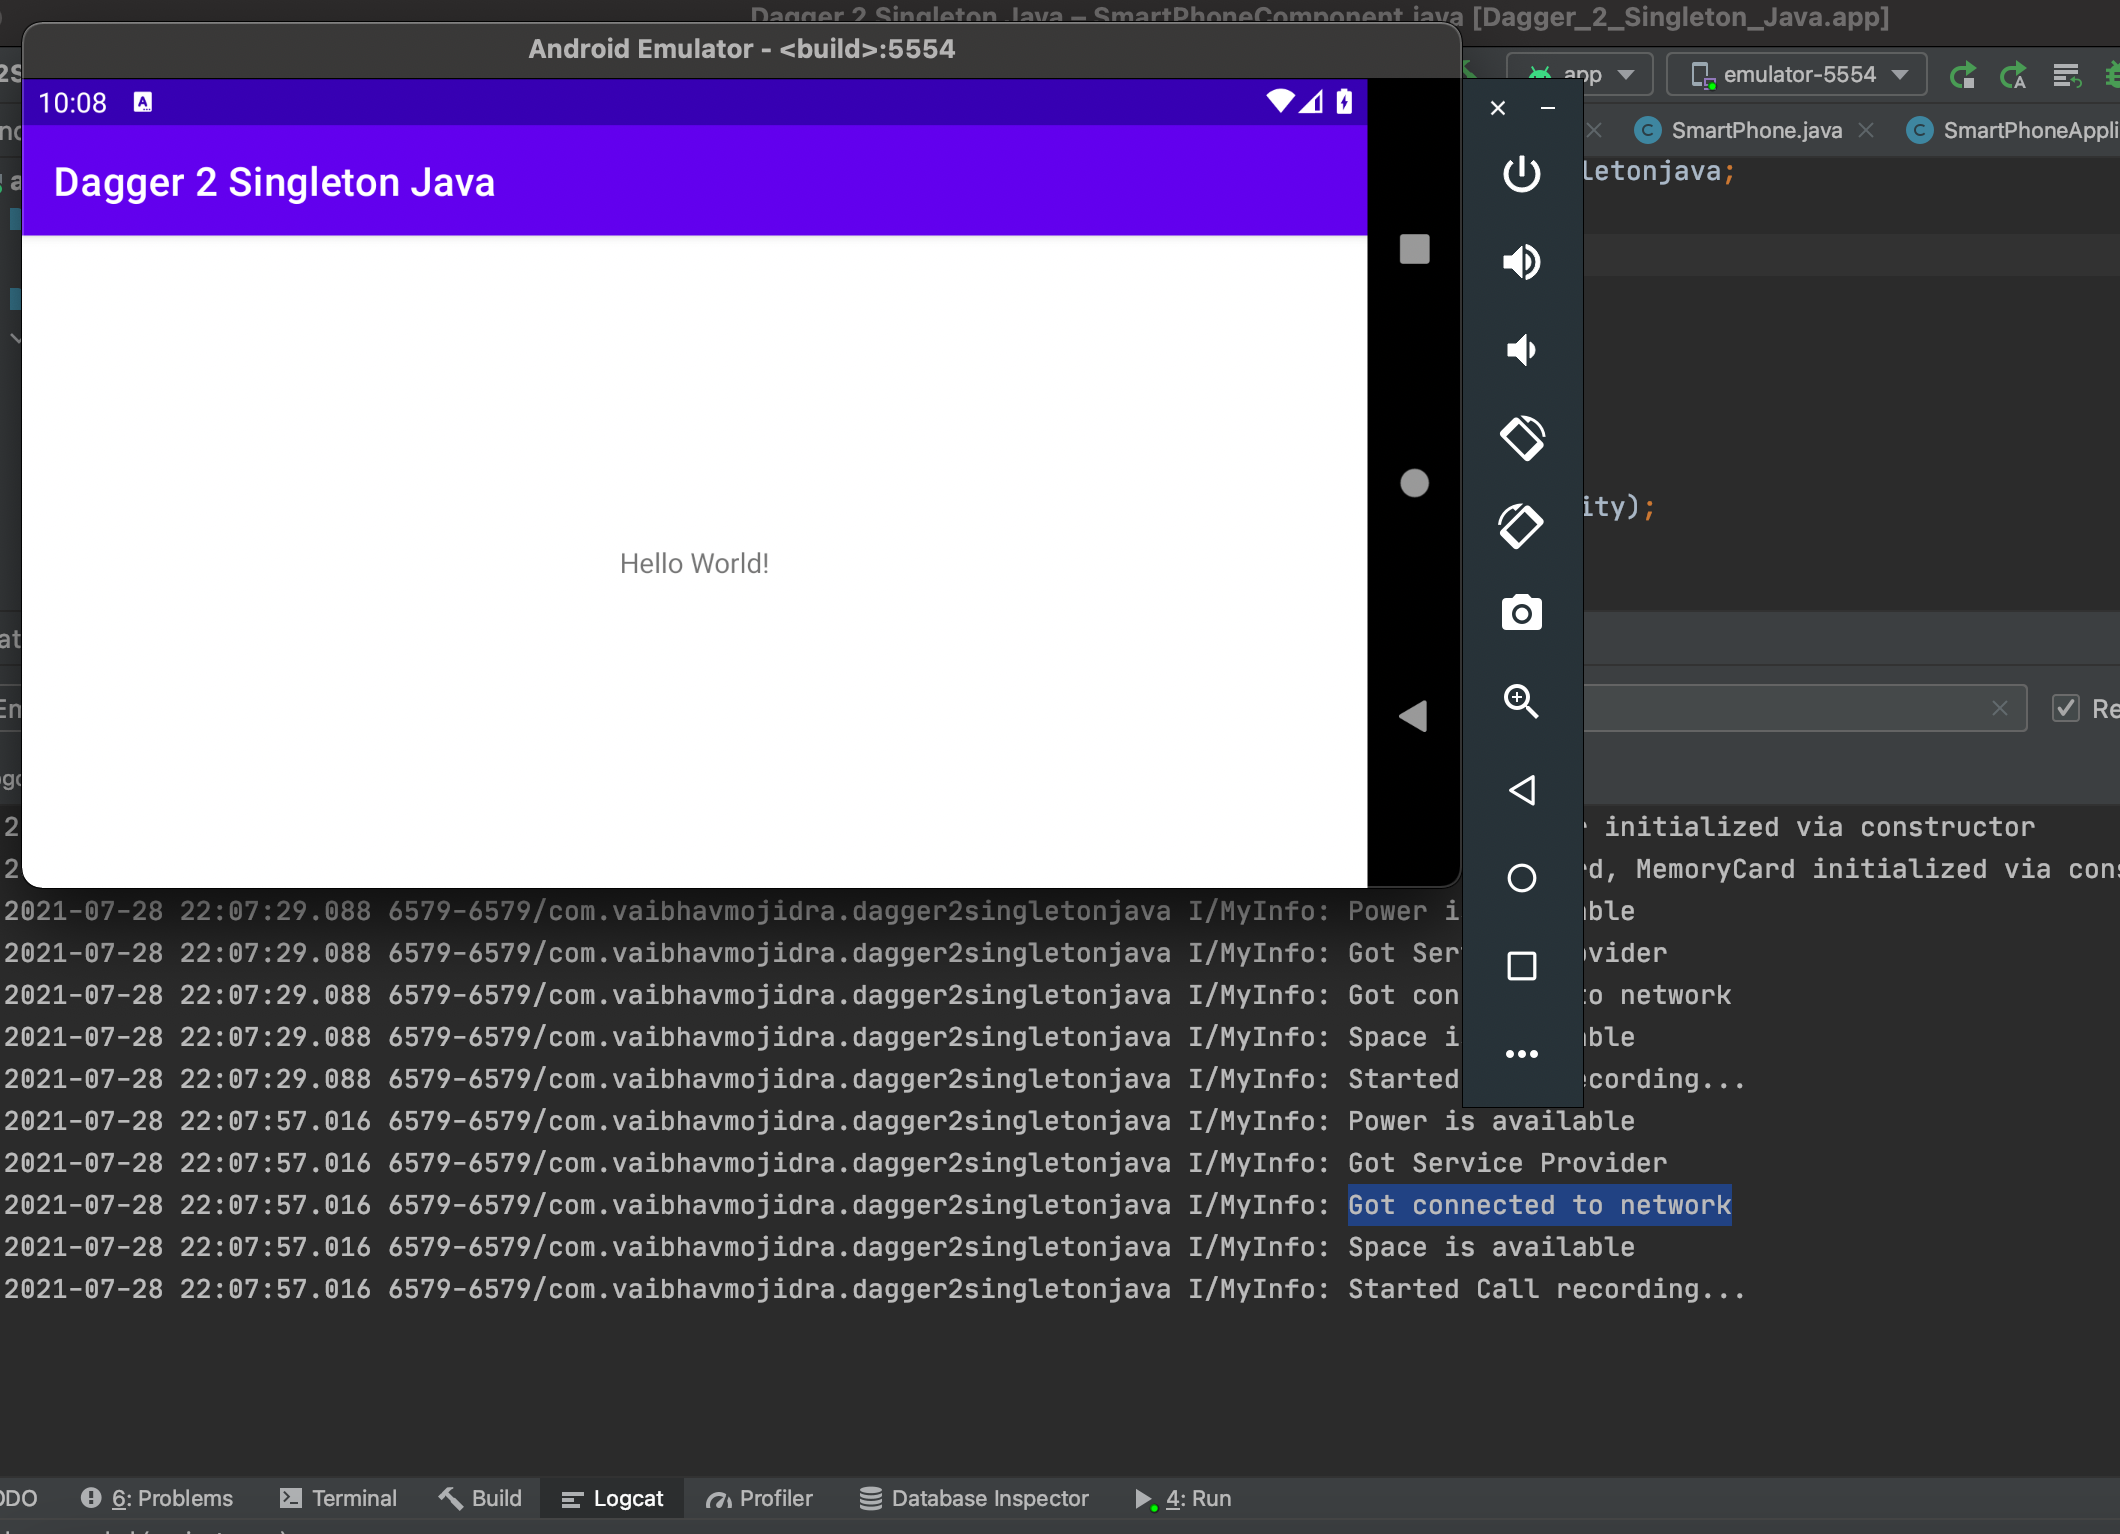 Dagger 2 Singleton Java – SmartPhoneComponent.java [Dagger_2_Singleton_Java.app]
Android Emulator - <build>:5554
app
emulator-5554
10:08
SmartPhone.java
SmartPhoneAppli
Dagger 2 Singleton Java
letonjava;
ity);
Hello World!
Re
initialized via constructor
d, MemoryCard initialized via cons
2021-07-28 22:07:29.088 6579-6579/com.vaibhavmojidra.dagger2singletonjava I/MyInfo: Power i ble
2021-07-28 22:07:29.088 6579-6579/com.vaibhavmojidra.dagger2singletonjava I/MyInfo: Got Ser vider
2021-07-28 22:07:29.088 6579-6579/com.vaibhavmojidra.dagger2singletonjava I/MyInfo: Got con to network
2021-07-28 22:07:29.088 6579-6579/com.vaibhavmojidra.dagger2singletonjava I/MyInfo: Space i ble
2021-07-28 22:07:29.088 6579-6579/com.vaibhavmojidra.dagger2singletonjava I/MyInfo: Started ecording...
2021-07-28 22:07:57.016 6579-6579/com.vaibhavmojidra.dagger2singletonjava I/MyInfo: Power is available
2021-07-28 22:07:57.016 6579-6579/com.vaibhavmojidra.dagger2singletonjava I/MyInfo: Got Service Provider
2021-07-28 22:07:57.016 6579-6579/com.vaibhavmojidra.dagger2singletonjava I/MyInfo: Got connected to network
2021-07-28 22:07:57.016 6579-6579/com.vaibhavmojidra.dagger2singletonjava I/MyInfo: Space is available
2021-07-28 22:07:57.016 6579-6579/com.vaibhavmojidra.dagger2singletonjava I/MyInfo: Started Call recording...
ODO 6: Problems Terminal Build Logcat Profiler Database Inspector 4: Run